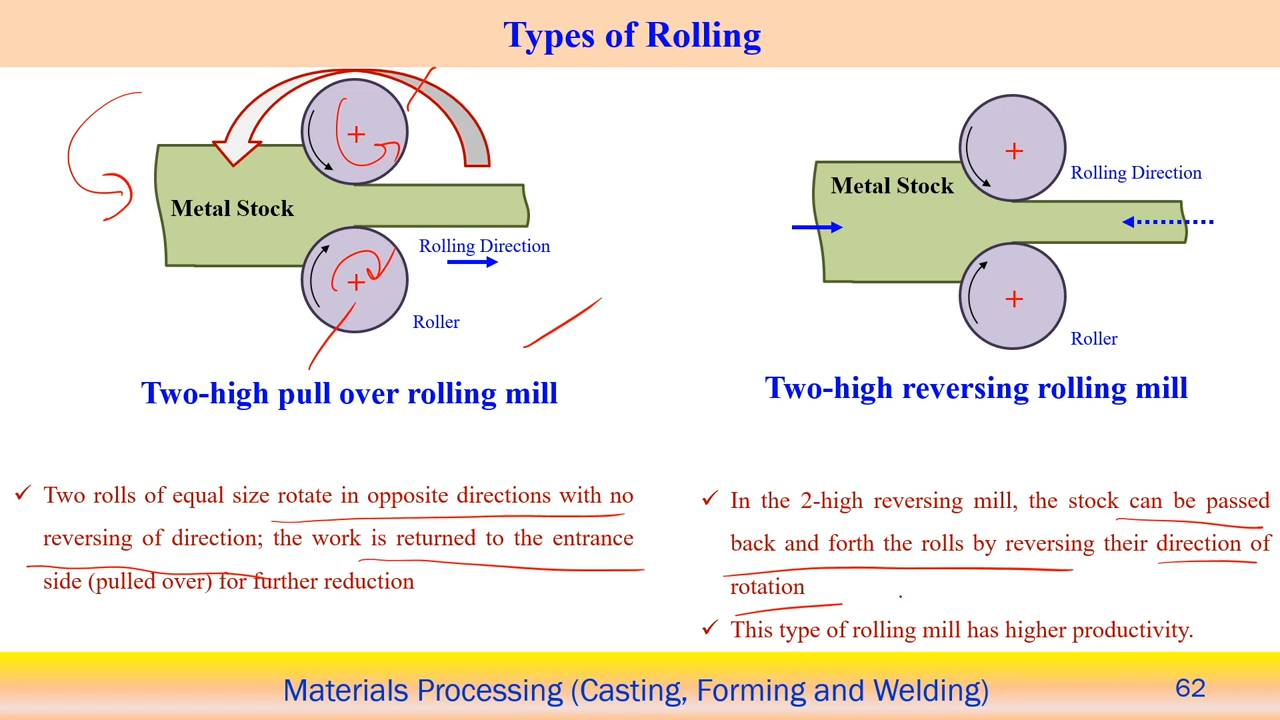 Types of Rolling
Metal Stock
Rolling Direction
Roller
Two-high pull over rolling mill
✓ Two rolls of equal size rotate in opposite directions with no
reversing of direction; the work is returned to the entrance
side (pulled over) for further reduction
Metal Stock
Rolling Direction
Roller
Two-high reversing rolling mill
✓ In the 2-high reversing mill, the stock can be passed
back and forth the rolls by reversing their direction of
rotation
✓ This type of rolling mill has higher productivity.
Materials Processing (Casting, Forming and Welding)
62